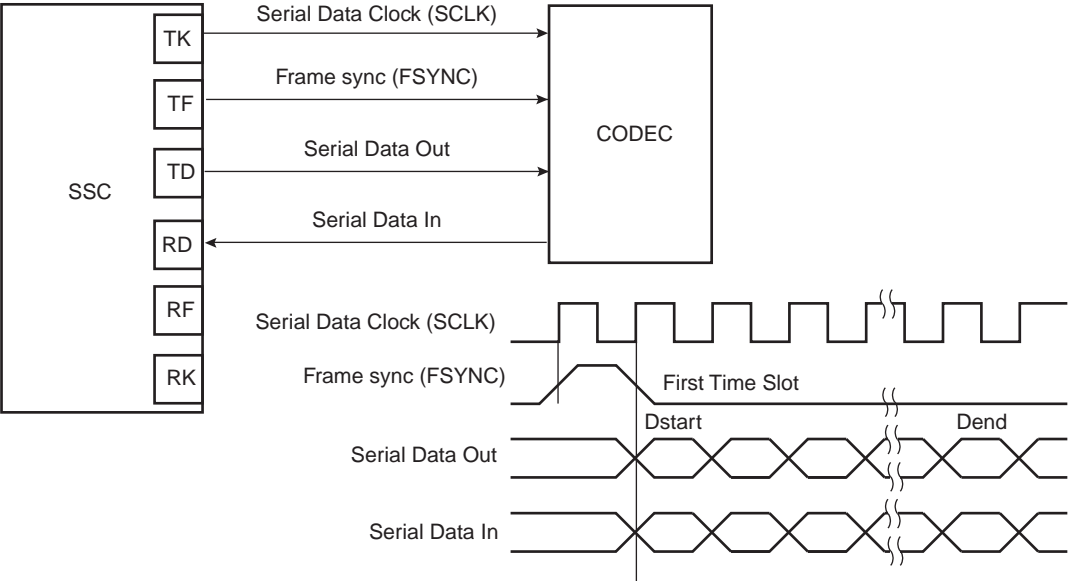 Serial Data Clock (SCLK)
TK
Frame sync (FSYNC)
TF
CODEC
Serial Data Out
TD
SSC
Serial Data In
RD
RF
Serial Data Clock (SCLK)
RK
Frame sync (FSYNC)
First Time Slot
Dstart
Dend
Serial Data Out
Serial Data In